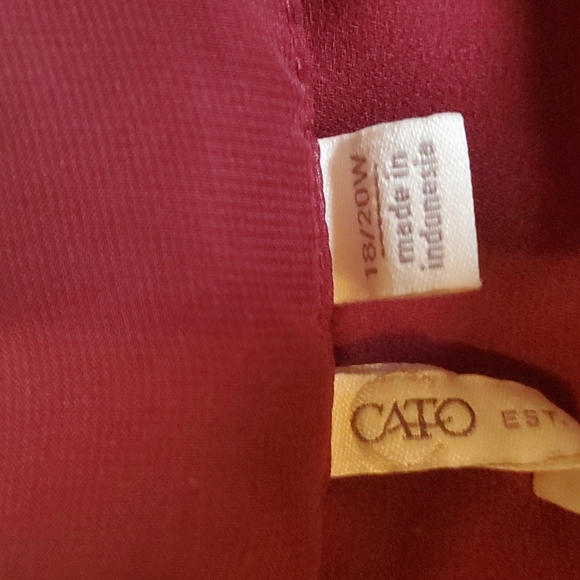 18/20W
made in
indonesia
CATO EST.